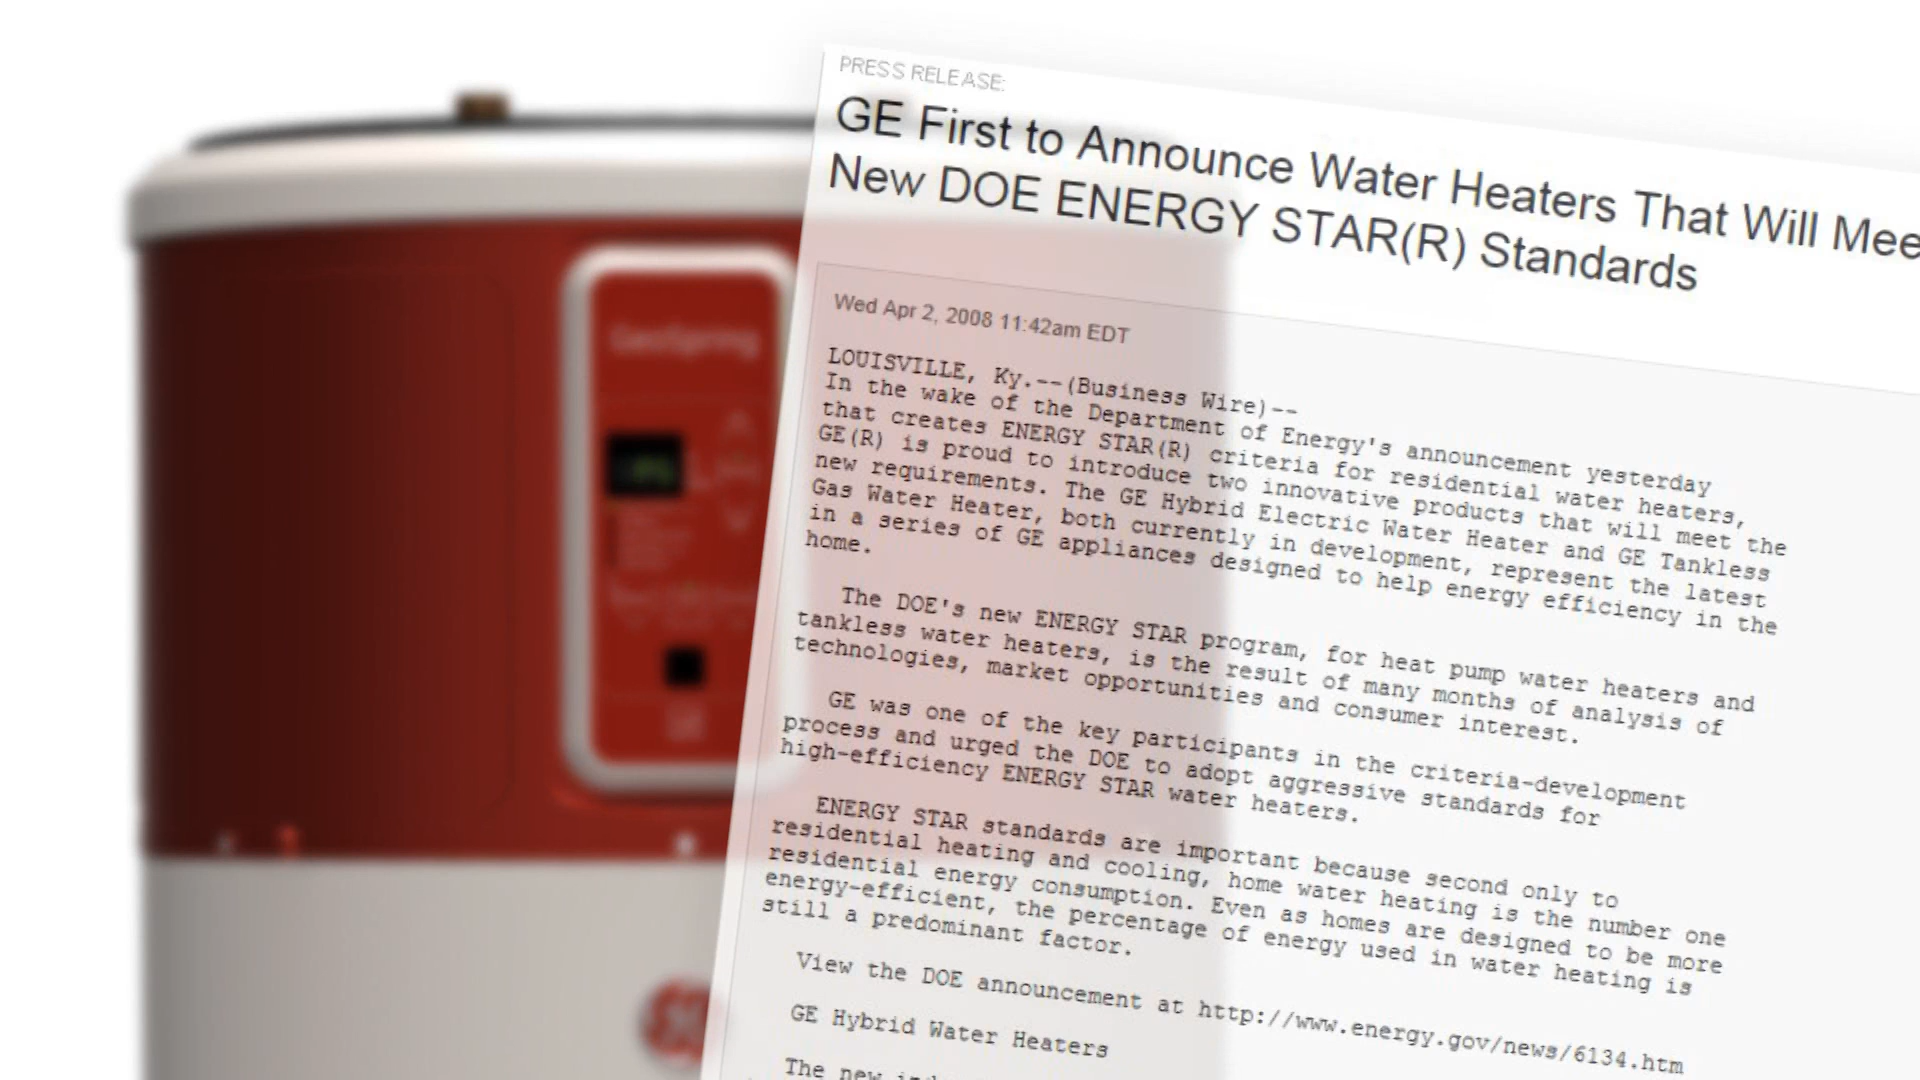 PRESS RELEASE:
GE First to Announce Water Heaters That Will Mee
New DOE ENERGY STAR(R) Standards
Wed Apr 2, 2008 11:42am EDT
LOUISVILLE, Ky.--(Business Wire)--
In the wake of the Department of Energy's announcement yesterday
that creates ENERGY STAR(R) criteria for residential water heaters,
GE(R) is proud to introduce two innovative products that will meet the
new requirements. The GE Hybrid Electric Water Heater and GE Tankless
Gas Water Heater, both currently in development, represent the latest
in a series of GE appliances designed to help energy efficiency in the
home.
The DOE's new ENERGY STAR program, for heat pump water heaters and
tankless water heaters, is the result of many months of analysis of
technologies, market opportunities and consumer interest.
GE was one of the key participants in the criteria-development
process and urged the DOE to adopt aggressive standards for
high-efficiency ENERGY STAR water heaters.
ENERGY STAR standards are important because second only to
residential heating and cooling, home water heating is the number one
residential energy consumption. Even as homes are designed to be more
energy-efficient, the percentage of energy used in water heating is
still a predominant factor.
View the DOE announcement at http://www.energy.gov/news/6134.htm
GE Hybrid Water Heaters
The new
GeoSpring